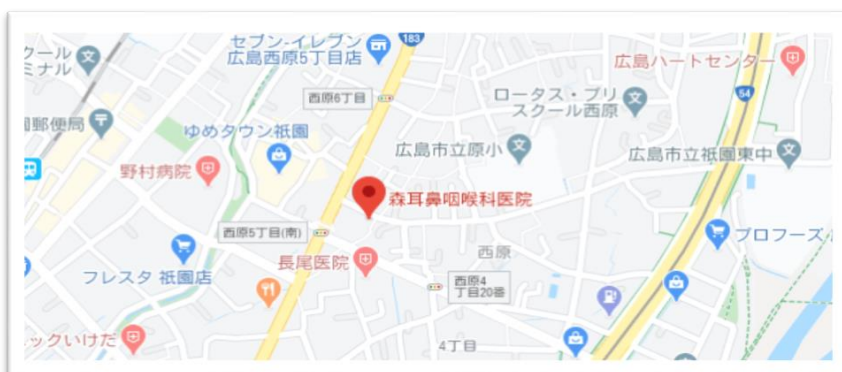 クール
ミナル
セブン-イレブン
広島西原5丁目店
183
広島ハートセンター
西原6丁目
ロータス・プリ
スクール西原
54
郵便局
ゆめタウン祇園
広島市立原小
広島市立祇園東中
野村病院
森耳鼻咽喉科医院
西原5丁目(南)
プロフーズ
西原
長尾医院
フレスタ 祇園店
西原4
丁目20番
ックいけだ
4丁目